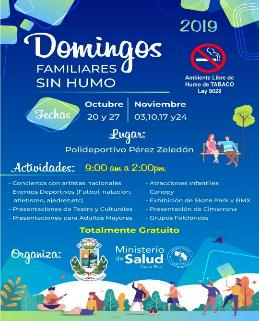 2019
Domingos
FAMILIARES
SIN HUMO
Ambiente Libre de
Humo de TABACO
Ley 9028
Fechas
Octubre
20 y 27
Noviembre
03,10,17 y24
Lugar:
Polideportivo Pérez Zeledón
Actividades:
9:00 am a 2:00pm
- Conciertos con artistas nacionales
- Eventos Deportivos (Futbol, natación,
atletismo, ajedrez,etc)
- Presentaciones de Teatro y Culturales
- Presentaciones para Adultos Mayores
- Atracciones Infantiles
Canopy
- Exhibición de Skate Park y BMX
- Presentación de Cimarrona
- Grupos Folclóricos
Totalmente Gratuito
Organiza:
Ministerio
de Salud
Costa Rica